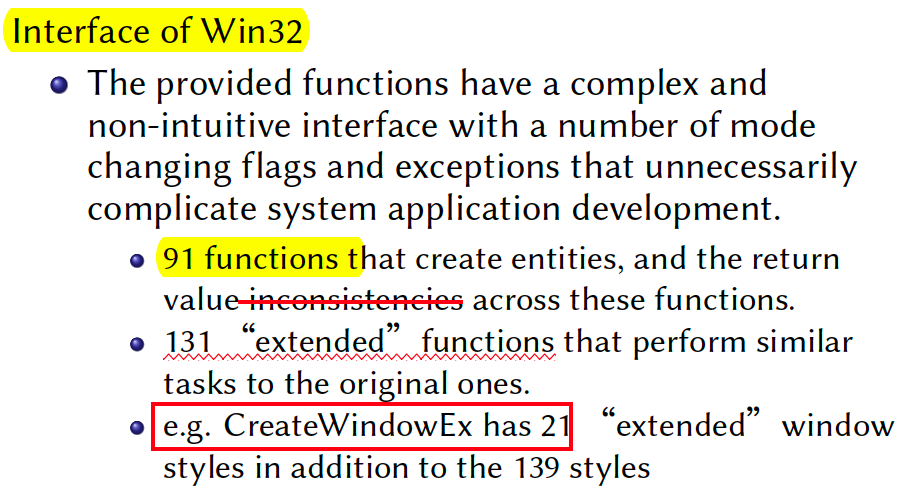 Interface of Win32
The provided functions have a complex and
non-intuitive interface with a number of mode
changing flags and exceptions that unnecessarily
complicate system application development.
91 functions that create entities, and the return
value inconsistencies across these functions.
131 “extended” functions that perform similar
tasks to the original ones.
e.g. CreateWindowEx has 21 “extended” window
styles in addition to the 139 styles